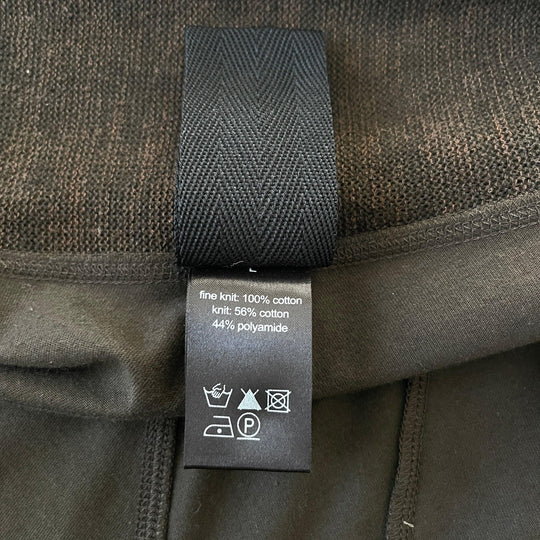 L
fine knit: 100% cotton
knit: 56% cotton
44% polyamide
P